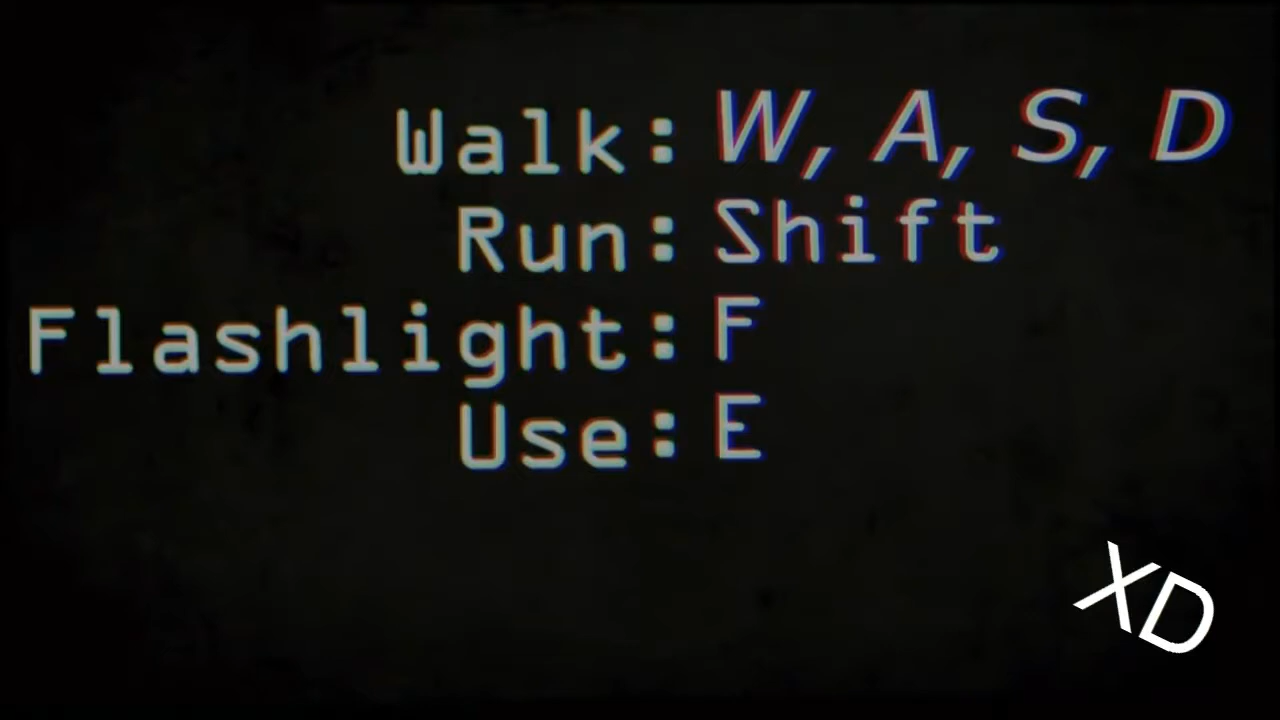 Walk: W, A, S, D
Run: Shift
Flashlight: F
Use: E
XD